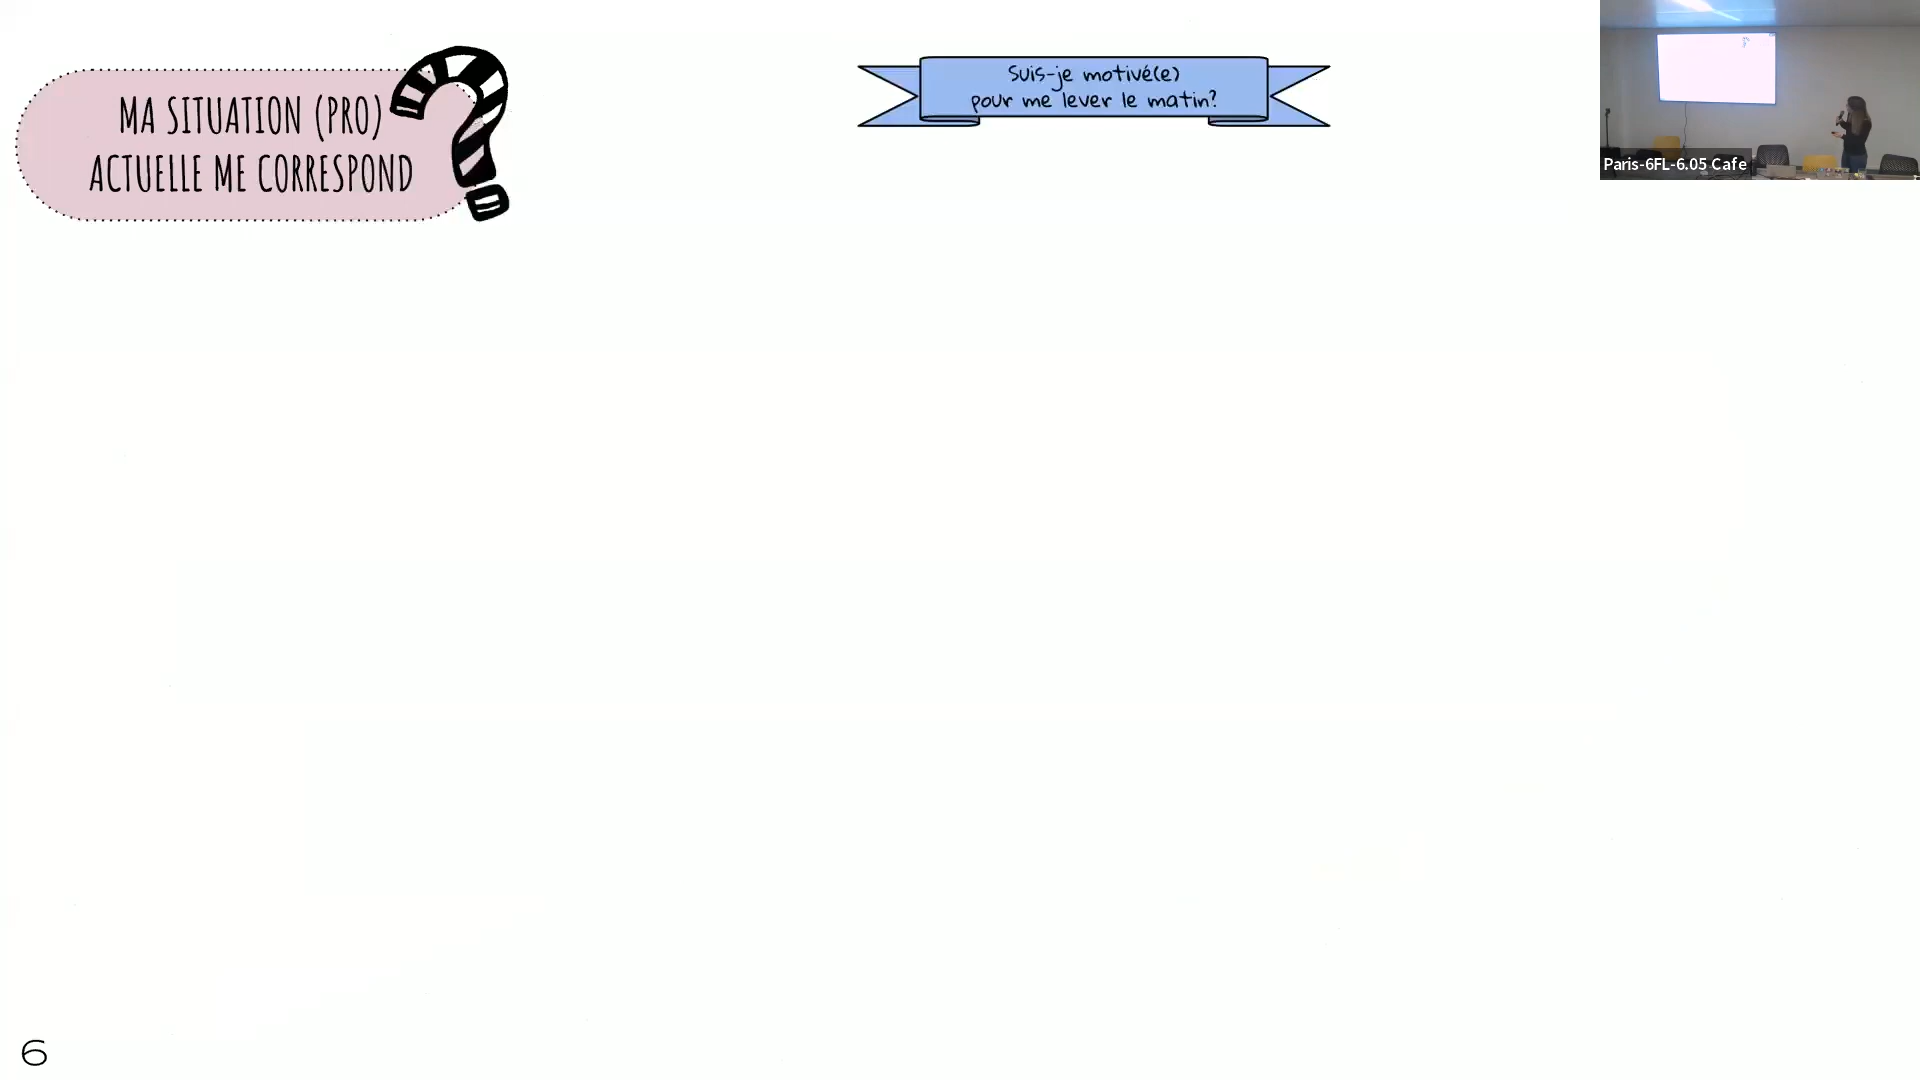 MA SITUATION (PRO)
ACTUELLE ME CORRESPOND
?
Suis-je motivé(e)
pour me lever le matin?
Paris-6FL-6.05 Cafe
6